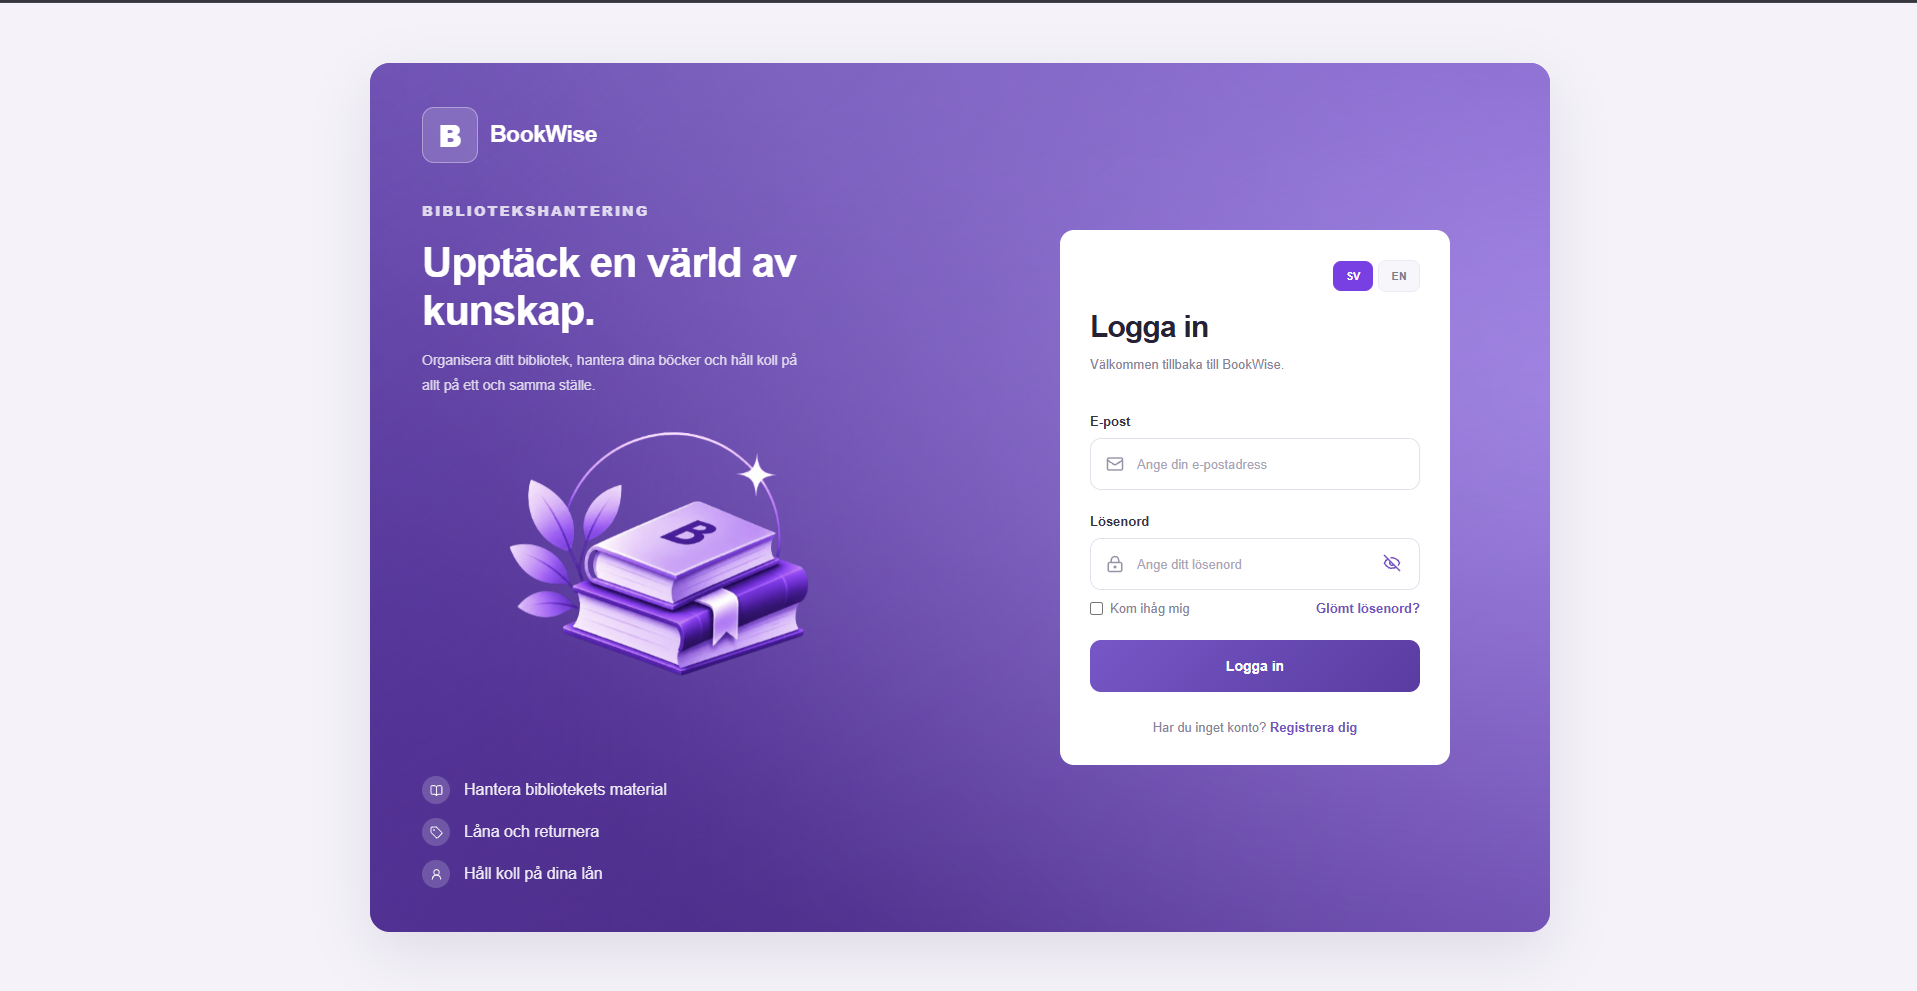 B
BookWise
BIBLIOTEKSHANTERING
Upptäck en värld av
kunskap.
Organisera ditt bibliotek, hantera dina böcker och håll koll på
allt på ett och samma ställe.
B
Hantera bibliotekets material
Låna och returnera
Håll koll på dina lån
SV EN
Logga in
Välkommen tillbaka till BookWise.
E-post
Ange din e-postadress
Lösenord
Ange ditt lösenord
Kom ihåg mig Glömt lösenord?
Logga in
Har du inget konto? Registrera dig